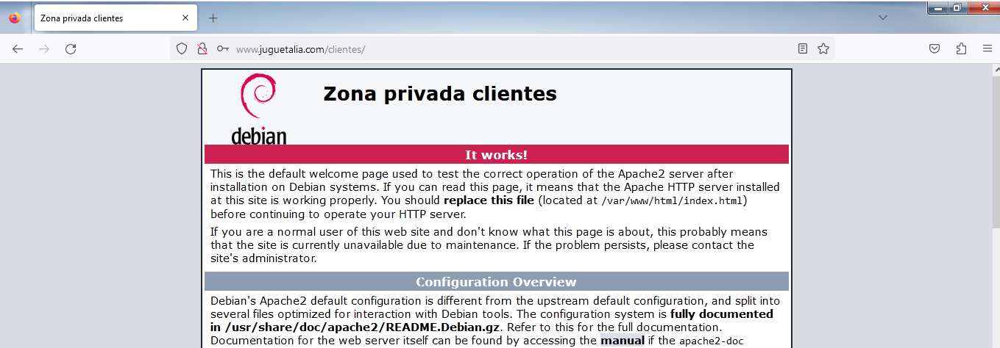 Zona privada clientes
www.juguetalia.com/clientes/
Zona privada clientes
debian
It works!
This is the default welcome page used to test the correct operation of the Apache2 server after
installation on Debian systems. If you can read this page, it means that the Apache HTTP server installed
at this site is working properly. You should replace this file (located at /var/www/html/index.html)
before continuing to operate your HTTP server.
If you are a normal user of this web site and don't know what this page is about, this probably means
that the site is currently unavailable due to maintenance. If the problem persists, please contact the
site's administrator.
Configuration Overview
Debian's Apache2 default configuration is different from the upstream default configuration, and split into
several files optimized for interaction with Debian tools. The configuration system is fully documented
in /usr/share/doc/apache2/README.Debian.gz. Refer to this for the full documentation.
Documentation for the web server itself can be found by accessing the manual if the apache2-doc